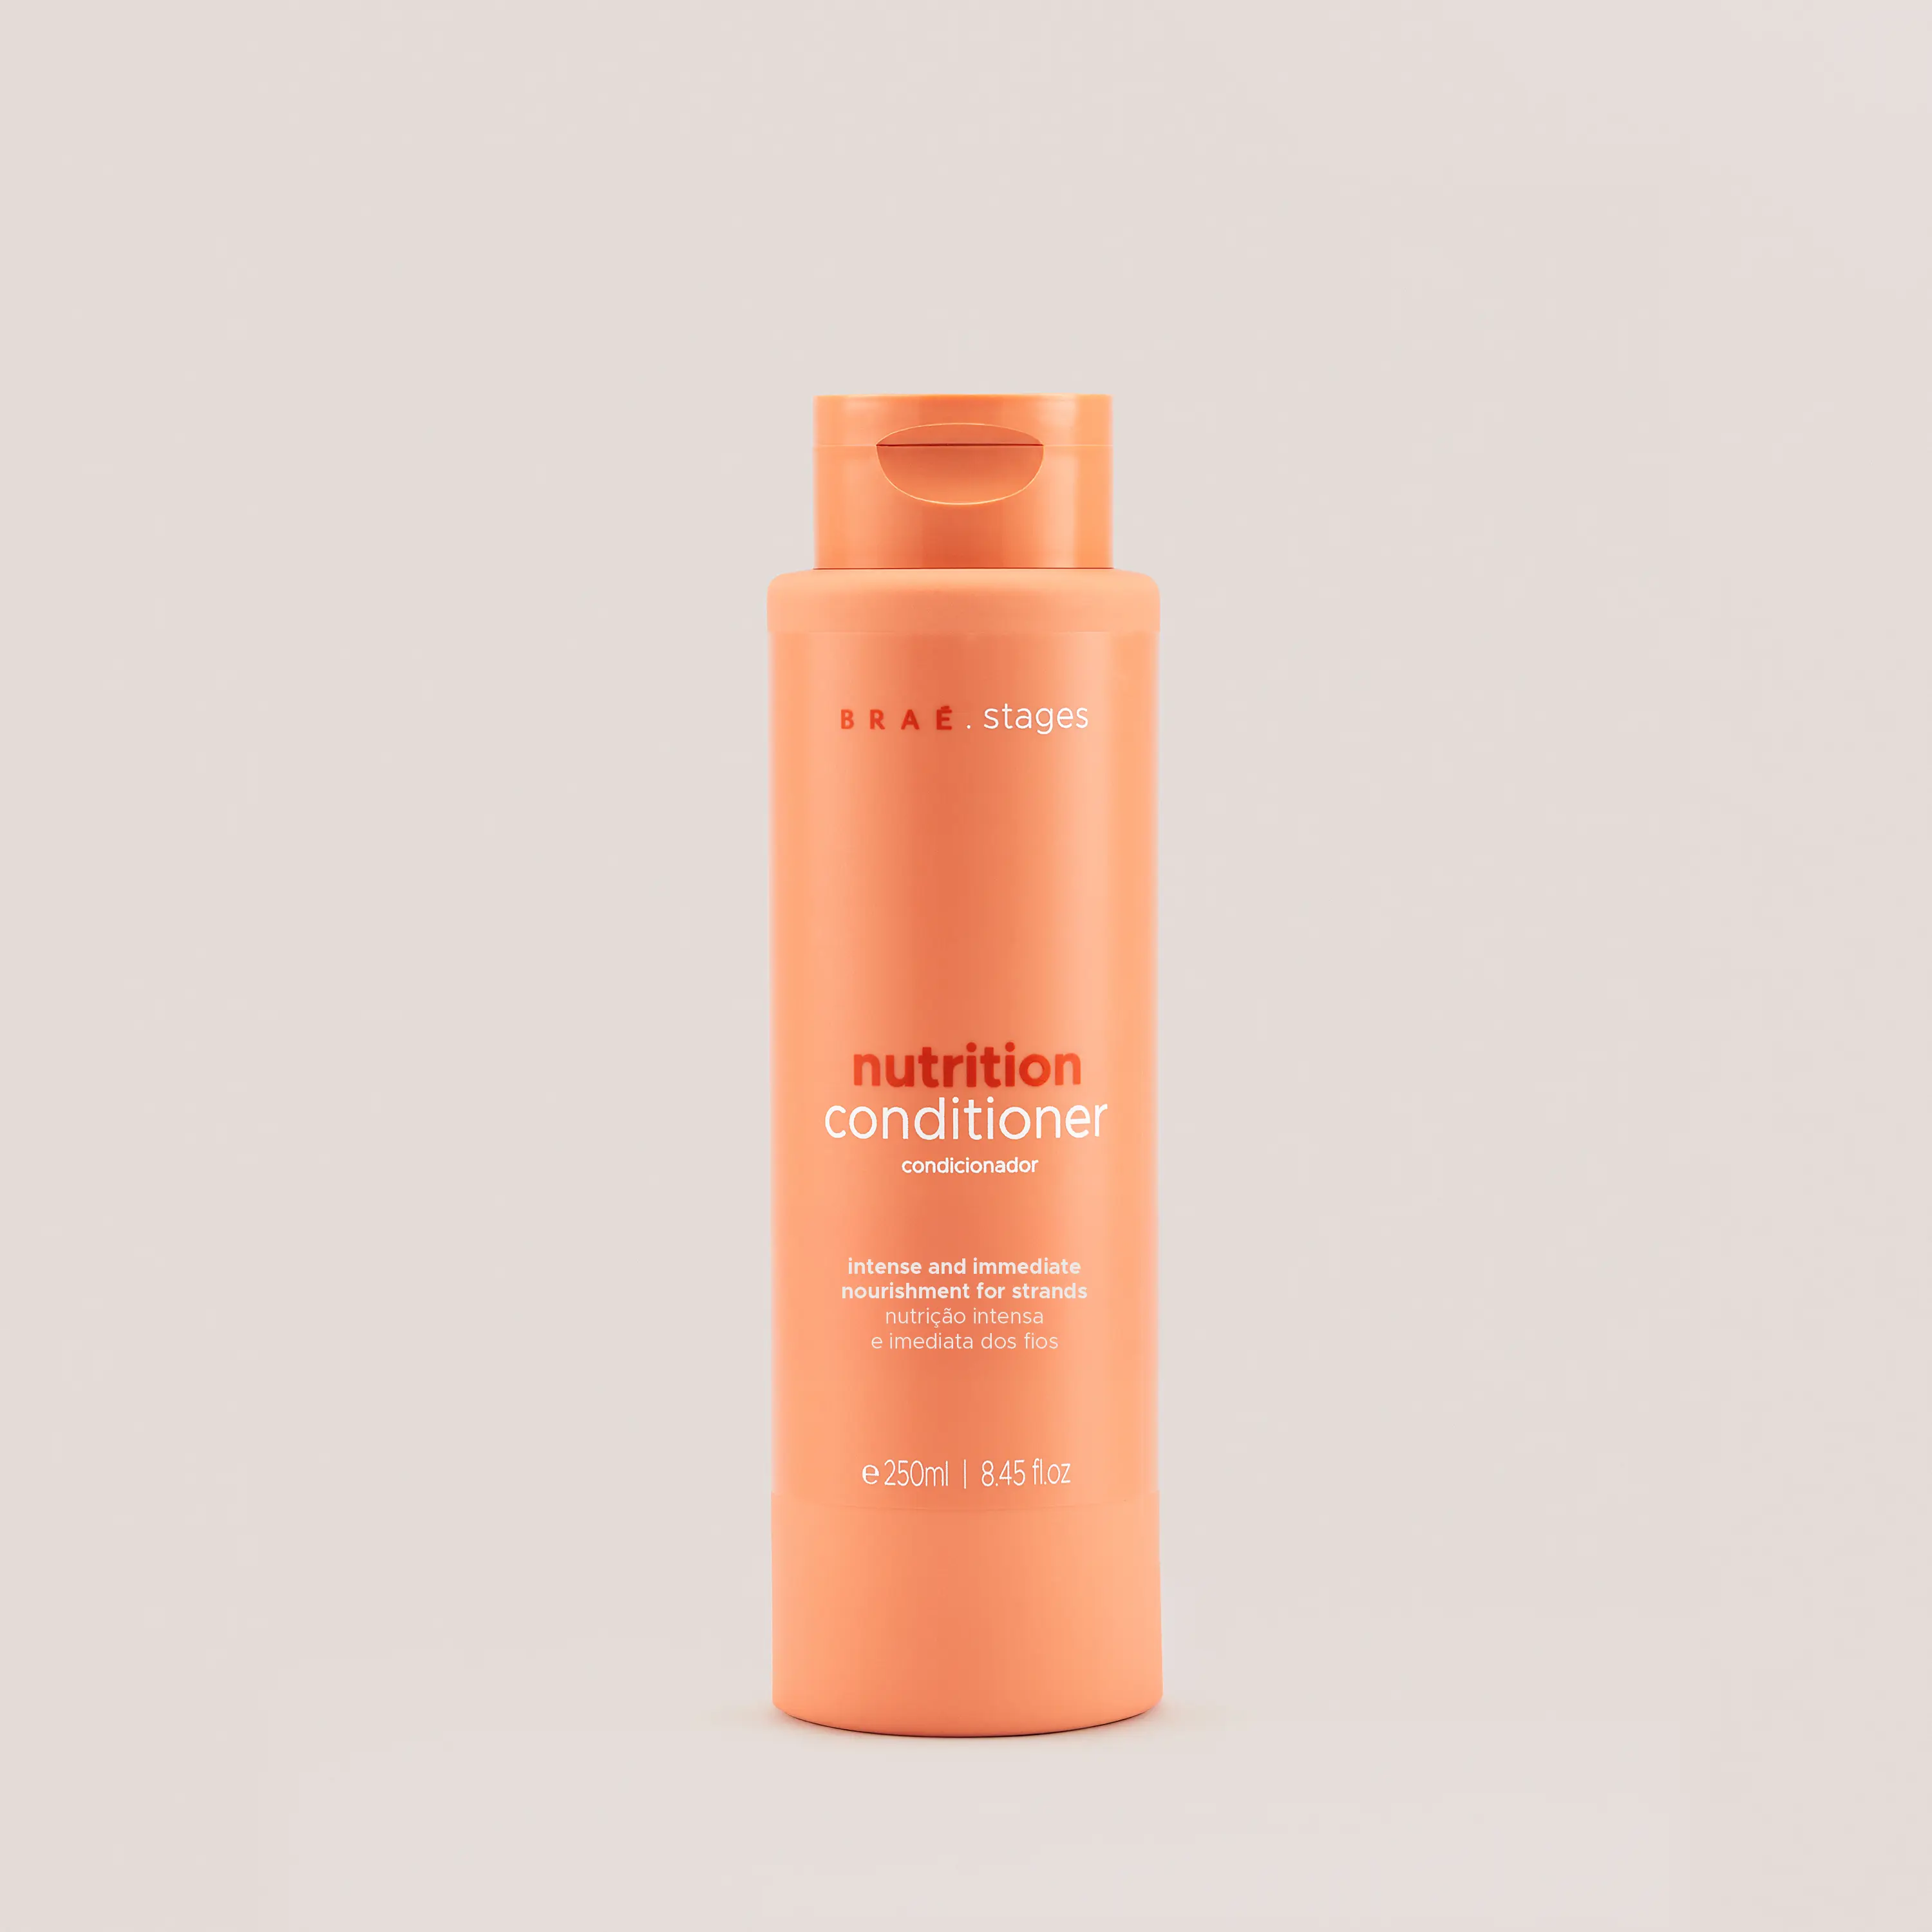 BRAÉ. stages
nutrition
conditioner
condicionador
intense and immediate
nourishment for strands
nutrição intensa
e imediata dos fios
℮ 250ml | 8.45 fl.oz